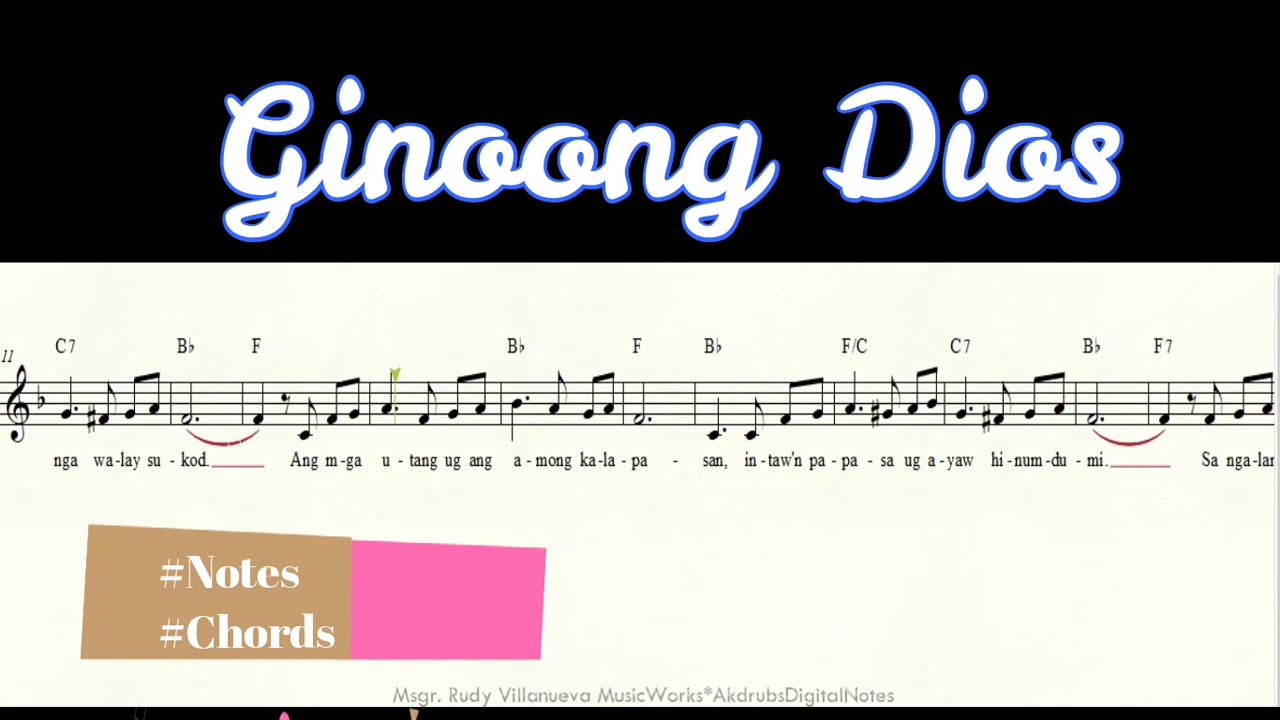 Ginoong Dios
11
C7 B♭ F B♭ F B♭ F/C C7 B♭ F7
nga wa-lay su - kod.____ Ang m-ga u - tang ug ang a - mong ka-la - pa - san, in-taw'n pa - pa - sa ug a-yaw hi-num-du - mi.____ Sa nga-lan
#Notes
#Chords
Msgr. Rudy Villanueva MusicWorks*AkdrubsDigitalNotes